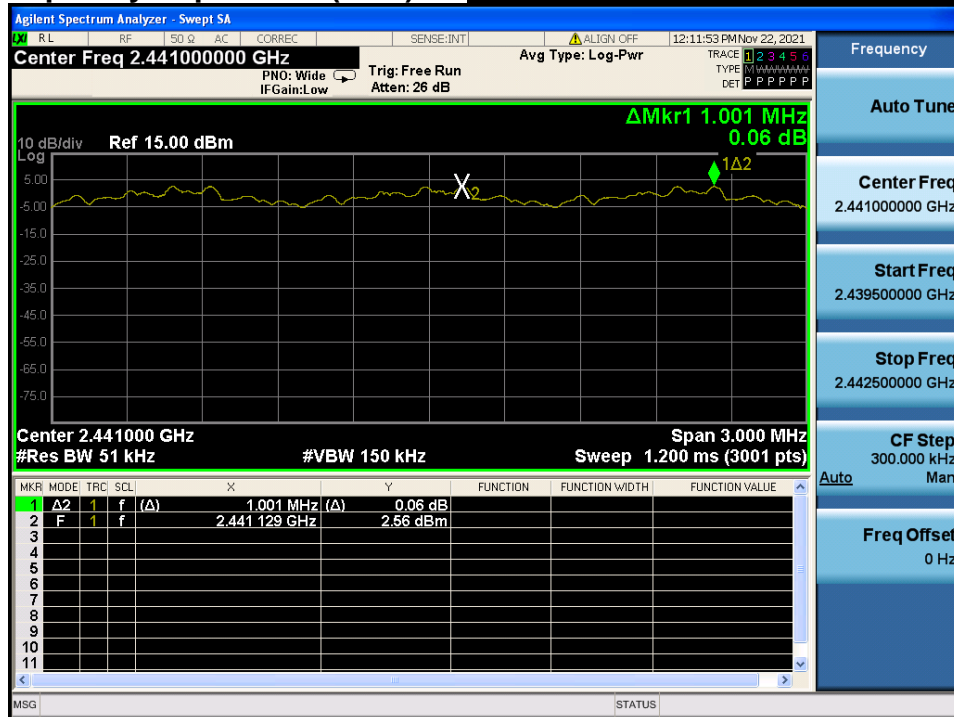 Agilent Spectrum Analyzer - Swept SA
LXI RL RF 50 Ω AC CORREC SENSE:INT ALIGN OFF 12:11:53 PM Nov 22, 2021
Center Freq 2.441000000 GHz
PNO: Wide
IFGain:Low
Trig: Free Run
Atten: 26 dB
Avg Type: Log-Pwr
TRACE 1 2 3 4 5 6
TYPE MWWWWW
DET P P P P P P
ΔMkr1 1.001 MHz
0.06 dB
10 dB/div Ref 15.00 dBm
Log
1Δ2
X2
5.00
-5.00
-15.0
-25.0
-35.0
-45.0
-55.0
-65.0
-75.0
Center 2.441000 GHz Span 3.000 MHz
#Res BW 51 kHz #VBW 150 kHz Sweep 1.200 ms (3001 pts)
MKR MODE TRC SCL X Y FUNCTION FUNCTION WIDTH FUNCTION VALUE
1 Δ2 1 f (Δ) 1.001 MHz (Δ) 0.06 dB
2 F 1 f 2.441 129 GHz 2.56 dBm
3
4
5
6
7
8
9
10
11
MSG STATUS
Frequency
Auto Tune
Center Freq
2.441000000 GHz
Start Freq
2.439500000 GHz
Stop Freq
2.442500000 GHz
CF Step
300.000 kHz
Auto Man
Freq Offset
0 Hz